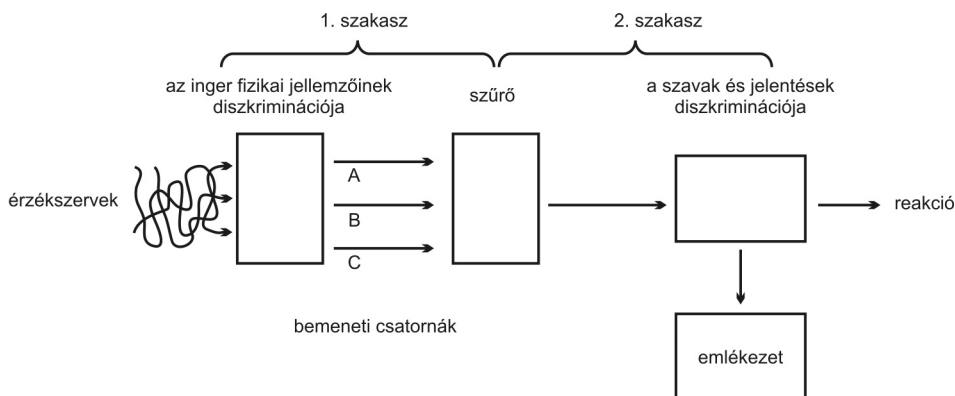 1. szakasz
2. szakasz
az inger fizikai jellemzőinek
diszkriminációja
szűrő
a szavak és jelentések
diszkriminációja
érzékszervek
A
B
C
reakció
bemeneti csatornák
emlékezet